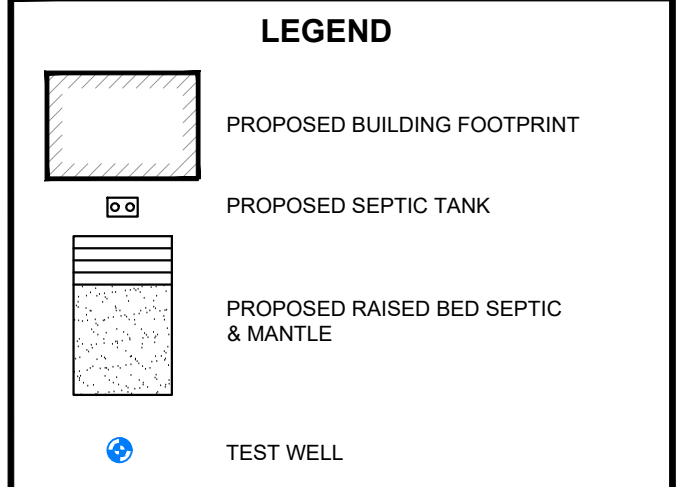 LEGEND
PROPOSED BUILDING FOOTPRINT
PROPOSED SEPTIC TANK
PROPOSED RAISED BED SEPTIC
& MANTLE
TEST WELL